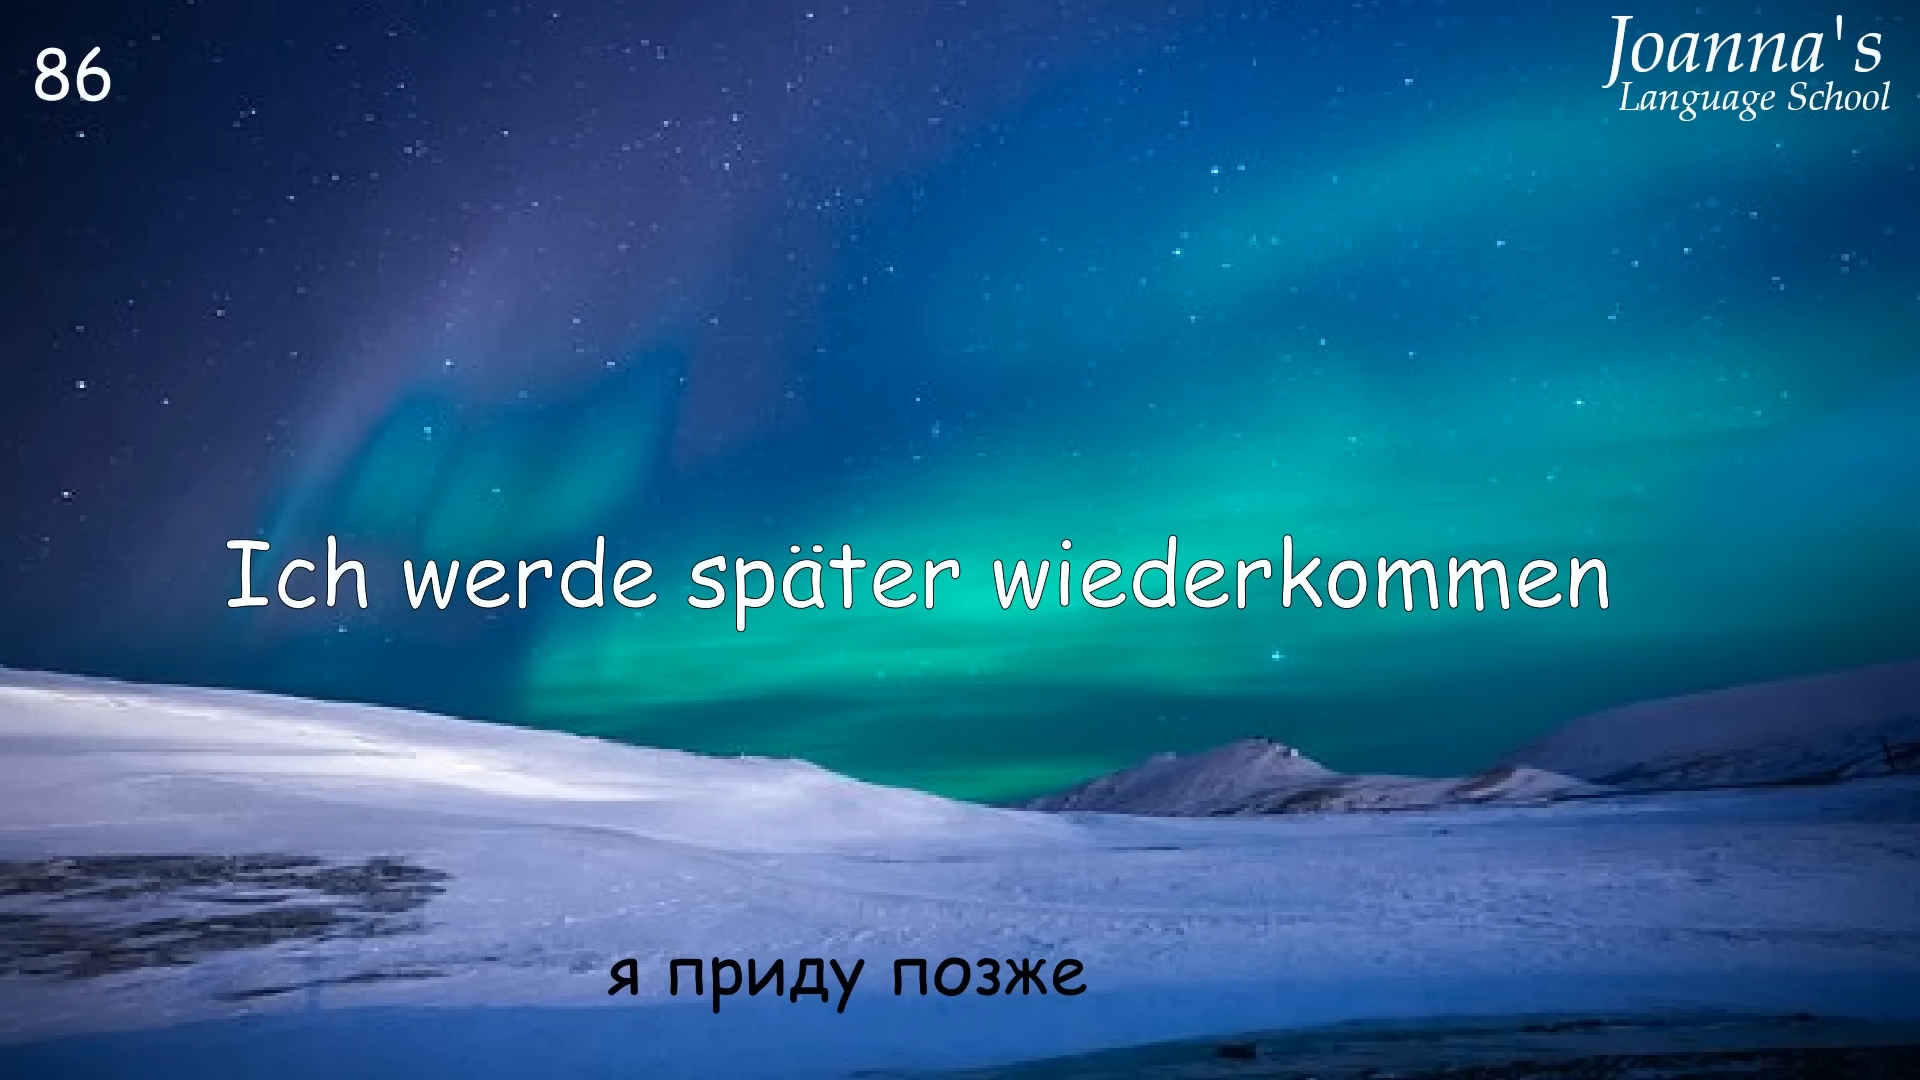 86
Joanna's
Language School
Ich werde später wiederkommen
я приду позже